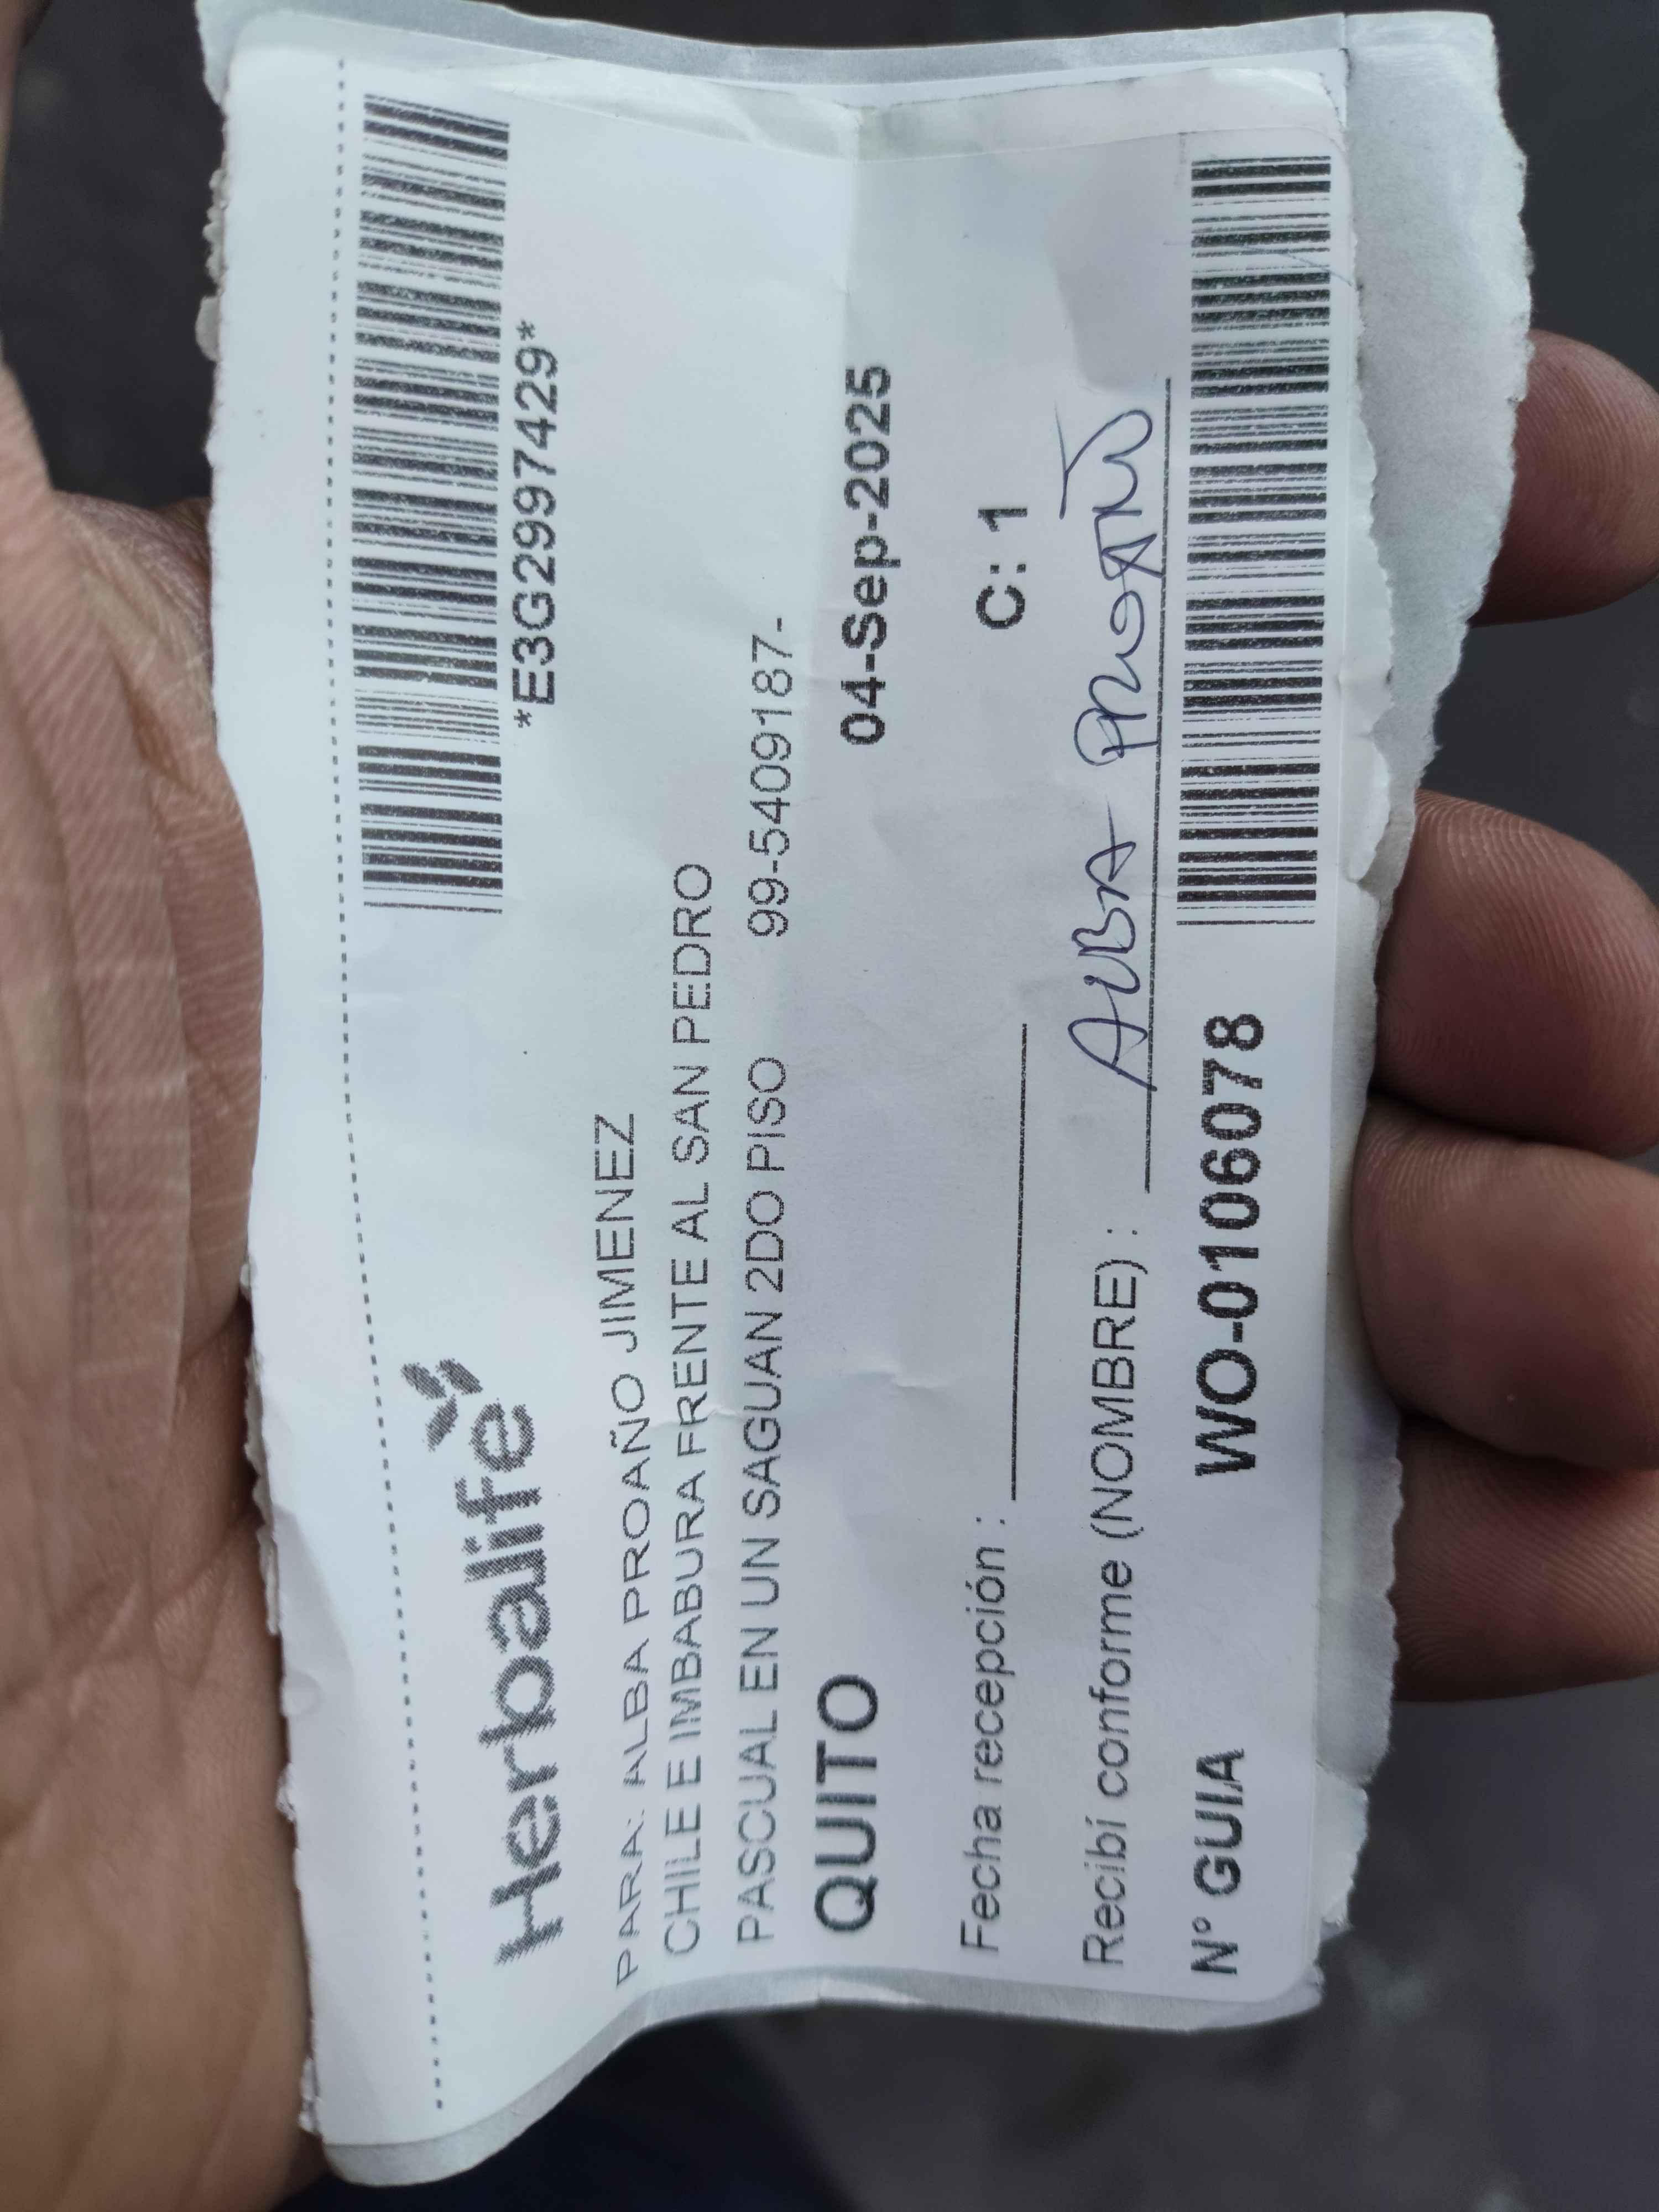 *E3G2997429*
Herbalife
PARA: ALBA PROAÑO JIMENEZ
CHILE E IMBABURA FRENTE AL SAN PEDRO
PASCUAL EN UN SAGUAN 2DO PISO 99-5409187-
QUITO 04-Sep-2025
Fecha recepción : C: 1
Recibí conforme (NOMBRE) : ALBA PROAÑO
N° GUIA WO-0106078